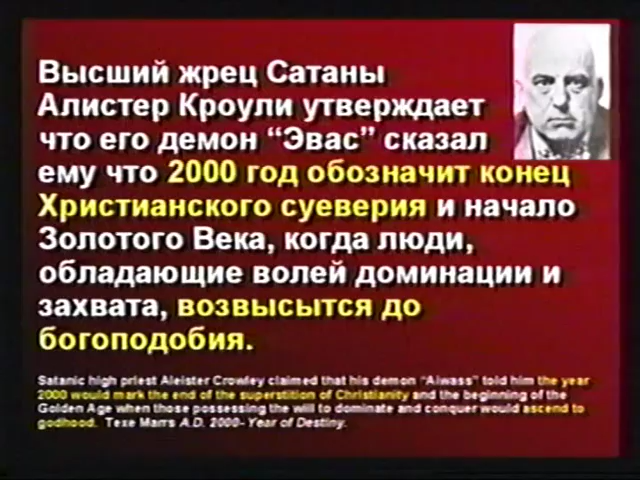 Высший жрец Сатаны
Алистер Кроули утверждает
что его демон “Эвас” сказал
ему что 2000 год обозначит конец
Христианского суеверия и начало
Золотого Века, когда люди,
обладающие волей доминации и
захвата, возвысытся до
богоподобия.
Satanic high priest Aleister Crowley claimed that his demon “Aiwass” told him the year
2000 would mark the end of the superstition of Christianity and the beginning of the
Golden Age when those possessing the will to dominate and conquer would ascend to
godhood. Texe Marrs A.D. 2000- Year of Destiny.